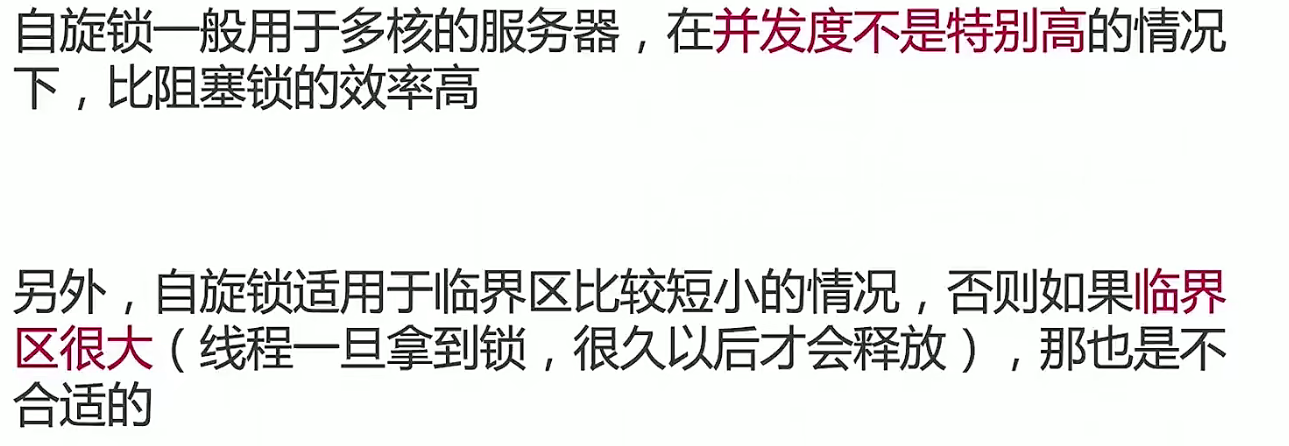 自旋锁一般用于多核的服务器，在并发度不是特别高的情况
下，比阻塞锁的效率高
另外，自旋锁适用于临界区比较短小的情况，否则如果临界
区很大（线程一旦拿到锁，很久以后才会释放），那也是不
合适的